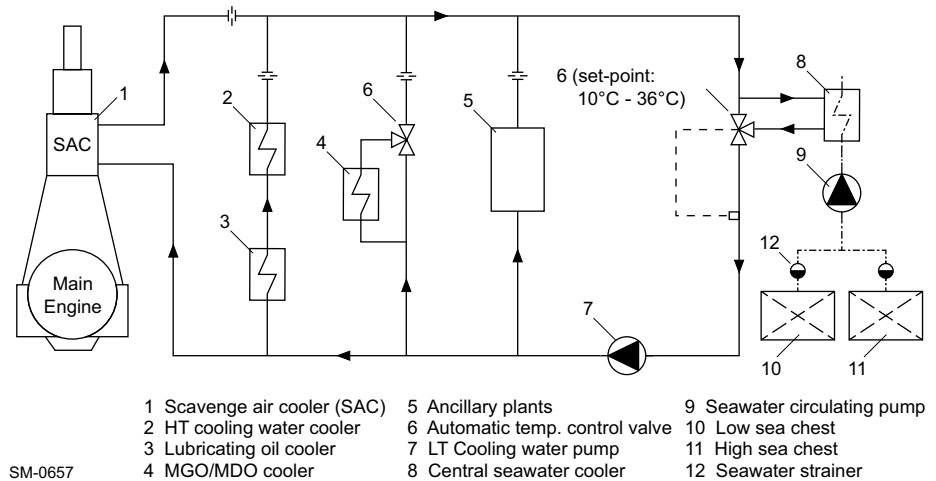 1
SAC
Main
Engine
2
3
4
6
5
6 (set-point:
10°C - 36°C)
8
9
12
7
10
11
1 Scavenge air cooler (SAC)
2 HT cooling water cooler
3 Lubricating oil cooler
4 MGO/MDO cooler
5 Ancillary plants
6 Automatic temp. control valve
7 LT Cooling water pump
8 Central seawater cooler
9 Seawater circulating pump
10 Low sea chest
11 High sea chest
12 Seawater strainer
SM-0657